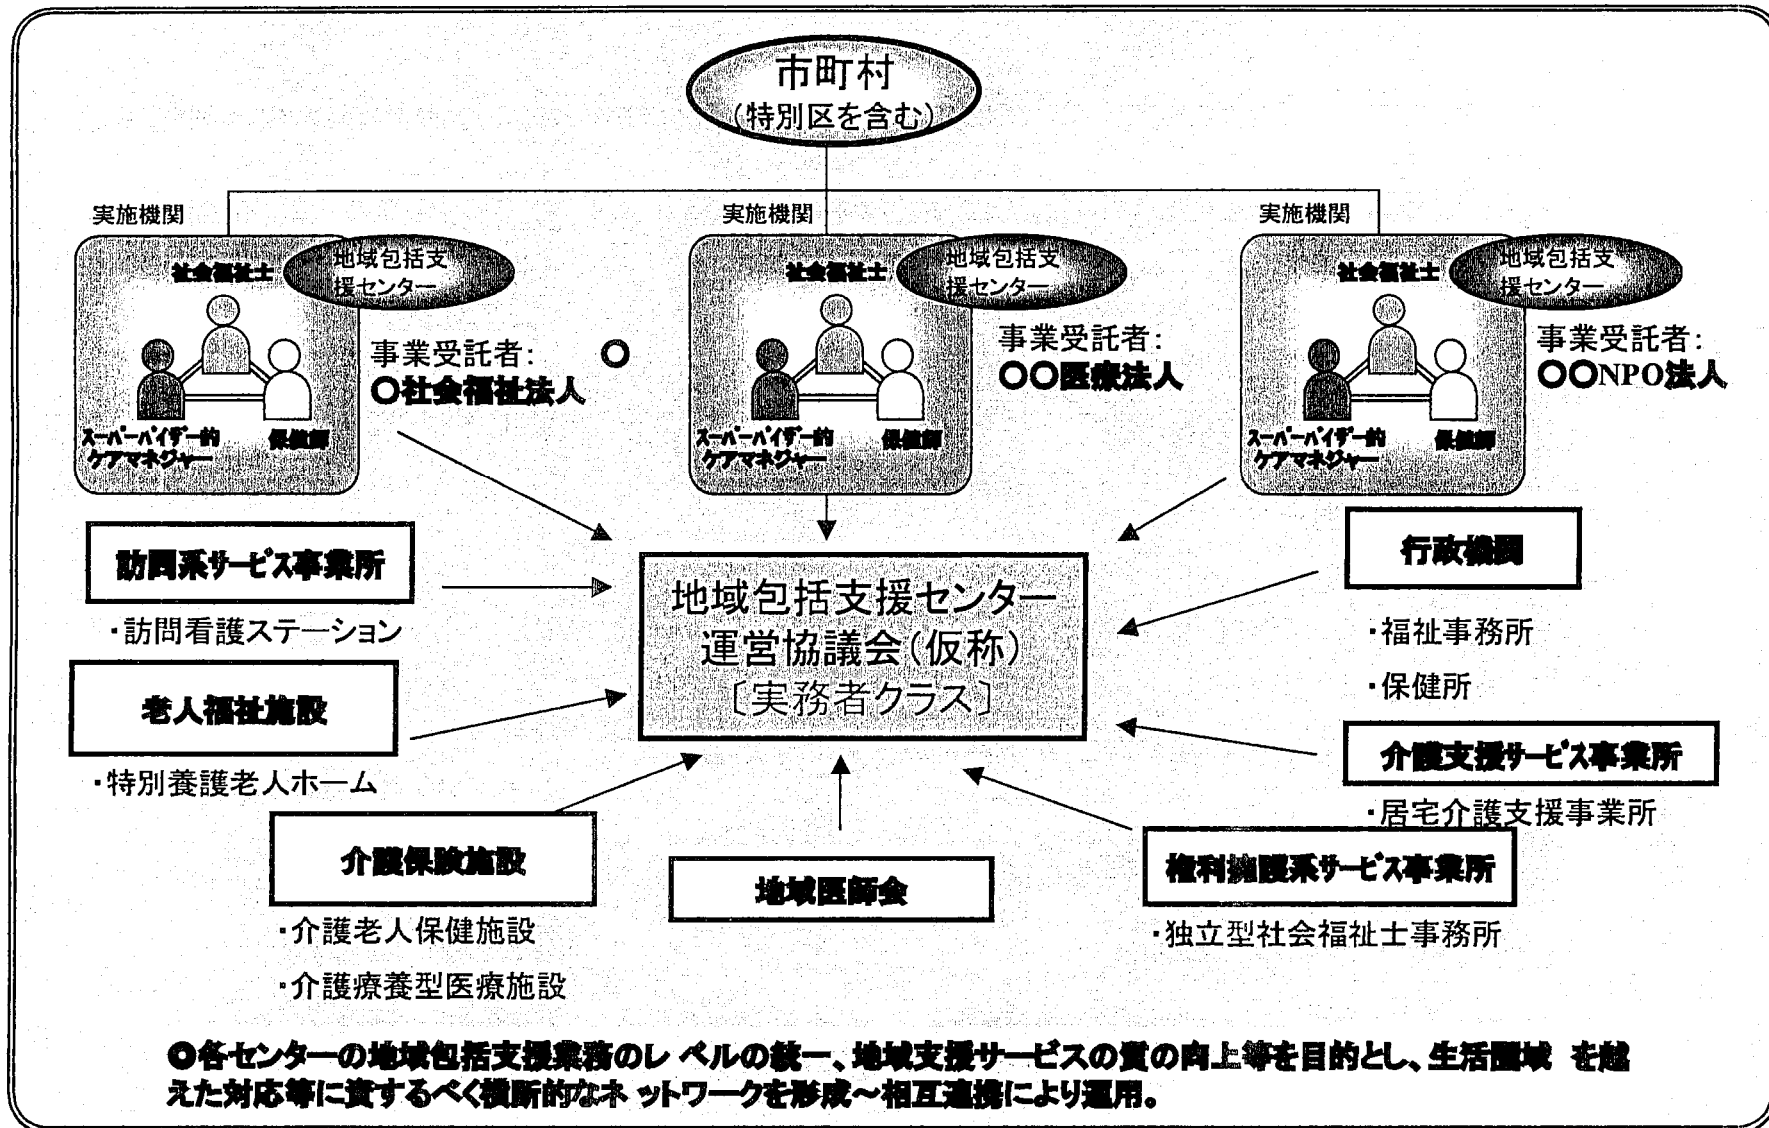 市町村
(特別区を含む)
実施機関
社会福祉士
地域包括支
援センター
スーパーバイザー的
ケアマネジャー
保健師
事業受託者: ○
○社会福祉法人
実施機関
社会福祉士
地域包括支
援センター
スーパーバイザー的
ケアマネジャー
保健師
事業受託者:
○○医療法人
実施機関
社会福祉士
地域包括支
援センター
スーパーバイザー的
ケアマネジャー
保健師
事業受託者:
○○NPO法人
訪問系サービス事業所
・訪問看護ステーション
老人福祉施設
・特別養護老人ホーム
介護保険施設
・介護老人保健施設
・介護療養型医療施設
地域包括支援センター
運営協議会(仮称)
〔実務者クラス〕
地域医師会
行政機関
・福祉事務所
・保健所
介護支援サービス事業所
・居宅介護支援事業所
権利擁護系サービス事業所
・独立型社会福祉士事務所
○各センターの地域包括支援業務のレベルの統一、地域支援サービスの質の向上等を目的とし、生活圏域 を越
えた対応等に資するべく横断的なネットワークを形成～相互連携により運用。